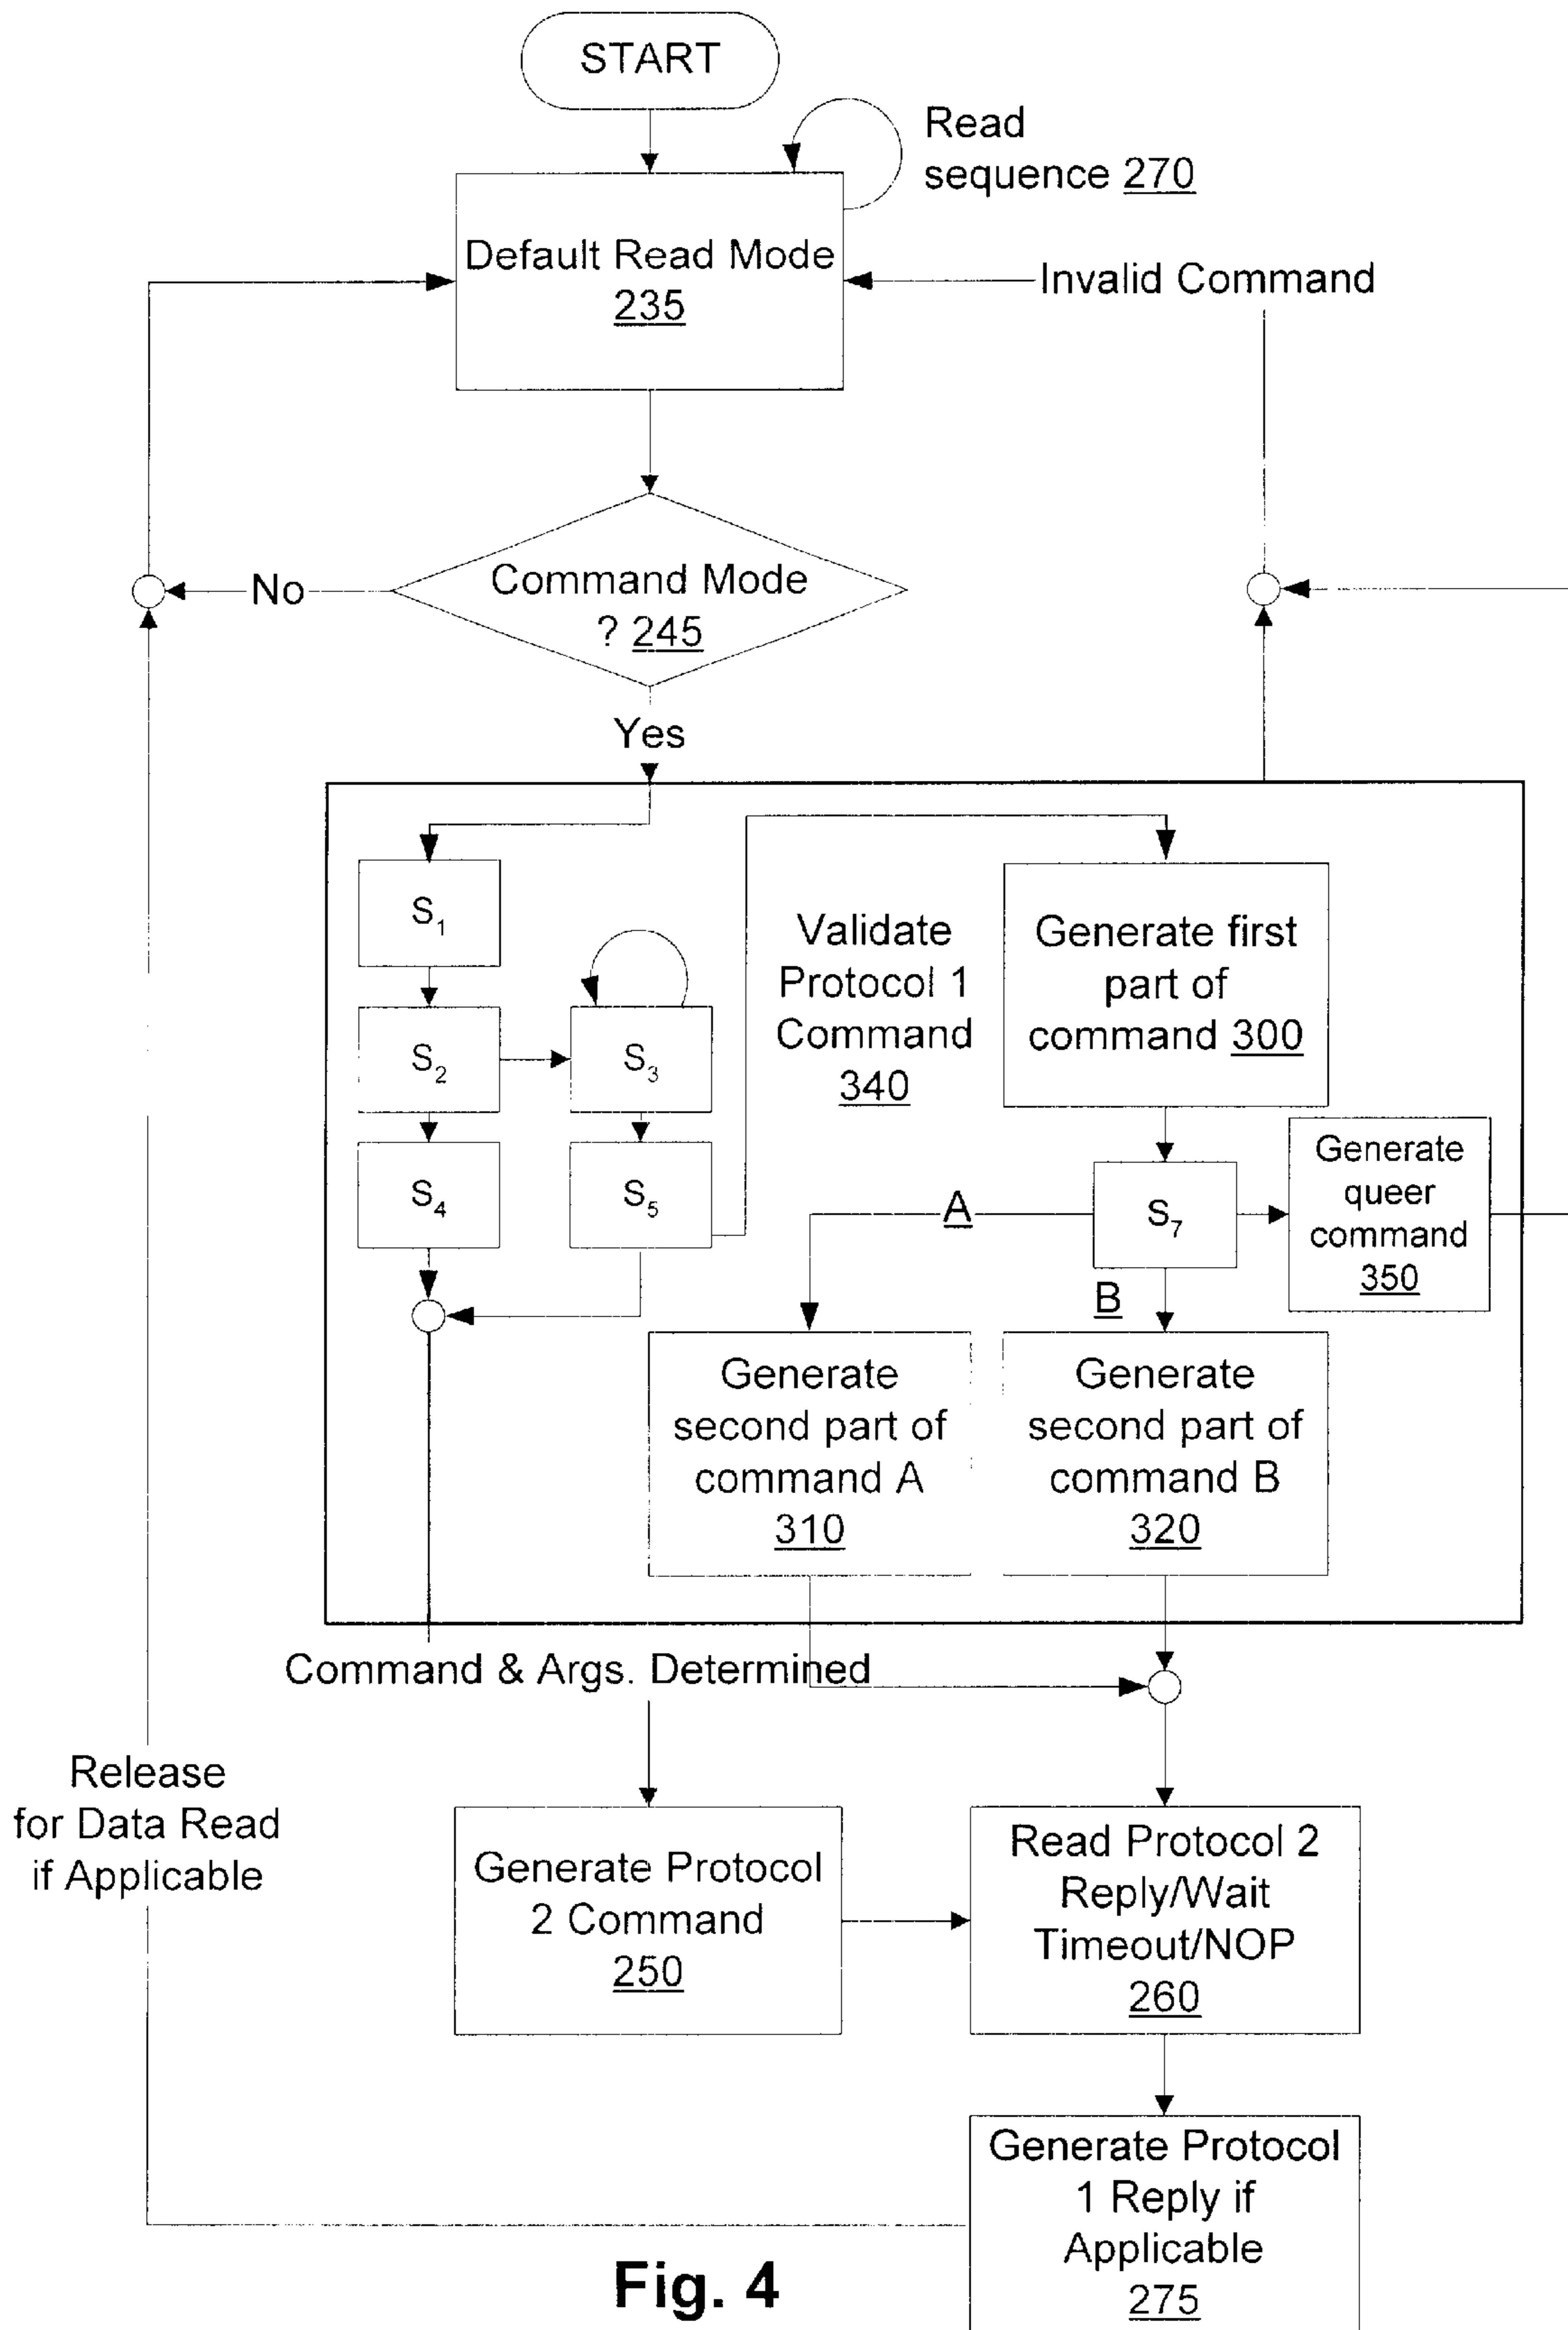 START
Read
sequence 270
Default Read Mode
235
Invalid Command
Command Mode
? 245
No
Yes
S1
S2
S3
S4
S5
Validate
Protocol 1
Command
340
Generate first
part of
command 300
S7
A
B
Generate
queer
command
350
Generate
second part of
command A
310
Generate
second part of
command B
320
Command & Args. Determined
Release
for Data Read
if Applicable
Generate Protocol
2 Command
250
Read Protocol 2
Reply/Wait
Timeout/NOP
260
Generate Protocol
1 Reply if
Applicable
275
Fig. 4